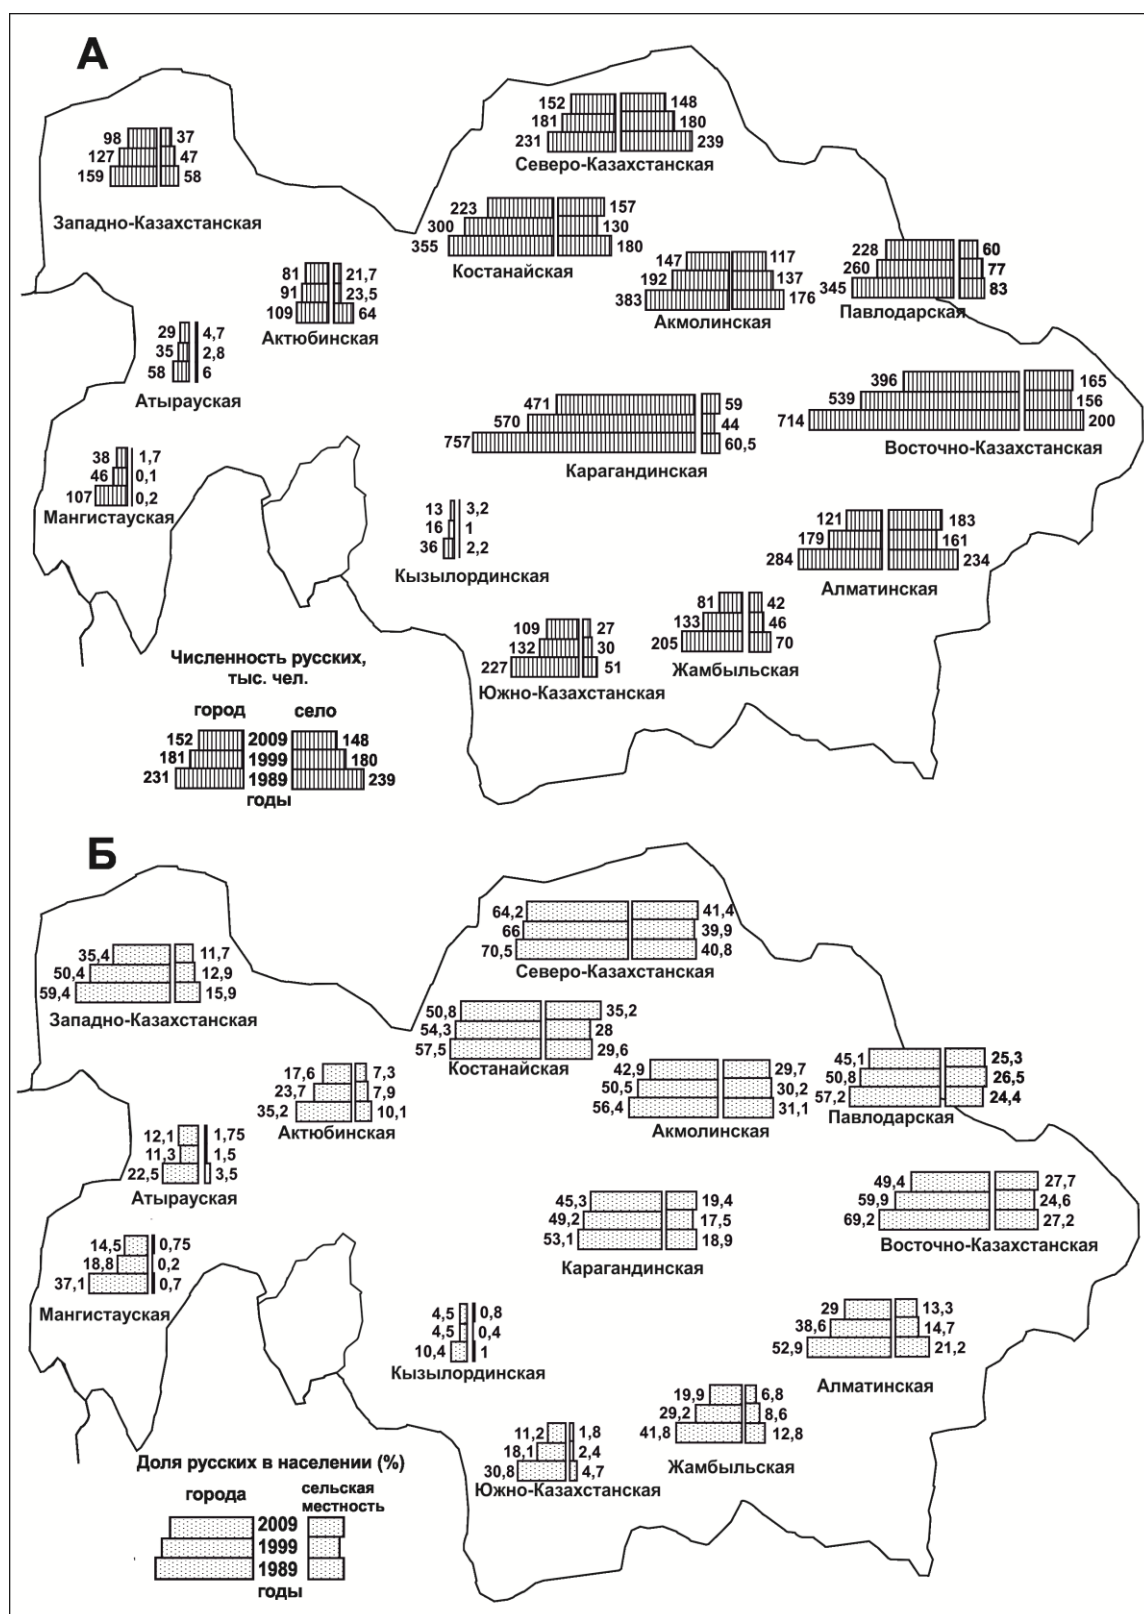 А
152 148
181 180
231 239
Северо-Казахстанская
98 37
127 47
159 58
Западно-Казахстанская
223 157
300 130
355 180
Костанайская
147 117
192 137
383 176
Акмолинская
228 60
260 77
345 83
Павлодарская
81 21,7
91 23,5
109 64
Актюбинская
29 4,7
35 2,8
58 6
Атырауская
396 165
539 156
714 200
Восточно-Казахстанская
471 59
570 44
757 60,5
Карагандинская
38 1,7
46 0,1
107 0,2
Мангистауская
13 3,2
16 1
36 2,2
Кызылординская
121 183
179 161
284 234
Алматинская
81 42
133 46
205 70
Жамбыльская
109 27
132 30
227 51
Южно-Казахстанская
Численность русских,
тыс. чел.
город село
152 2009 148
181 1999 180
231 1989 239
годы
Б
64,2 41,4
66 39,9
70,5 40,8
Северо-Казахстанская
35,4 11,7
50,4 12,9
59,4 15,9
Западно-Казахстанская
50,8 35,2
54,3 28
57,5 29,6
Костанайская
42,9 29,7
50,5 30,2
56,4 31,1
Акмолинская
45,1 25,3
50,8 26,5
57,2 24,4
Павлодарская
17,6 7,3
23,7 7,9
35,2 10,1
Актюбинская
12,1 1,75
11,3 1,5
22,5 3,5
Атырауская
49,4 27,7
59,9 24,6
69,2 27,2
Восточно-Казахстанская
45,3 19,4
49,2 17,5
53,1 18,9
Карагандинская
14,5 0,75
18,8 0,2
37,1 0,7
Мангистауская
4,5 0,8
4,5 0,4
10,4 1
Кызылординская
29 13,3
38,6 14,7
52,9 21,2
Алматинская
19,9 6,8
29,2 8,6
41,8 12,8
Жамбыльская
11,2 1,8
18,1 2,4
30,8 4,7
Южно-Казахстанская
Доля русских в населении (%)
города сельская
местность
2009
1999
1989
годы